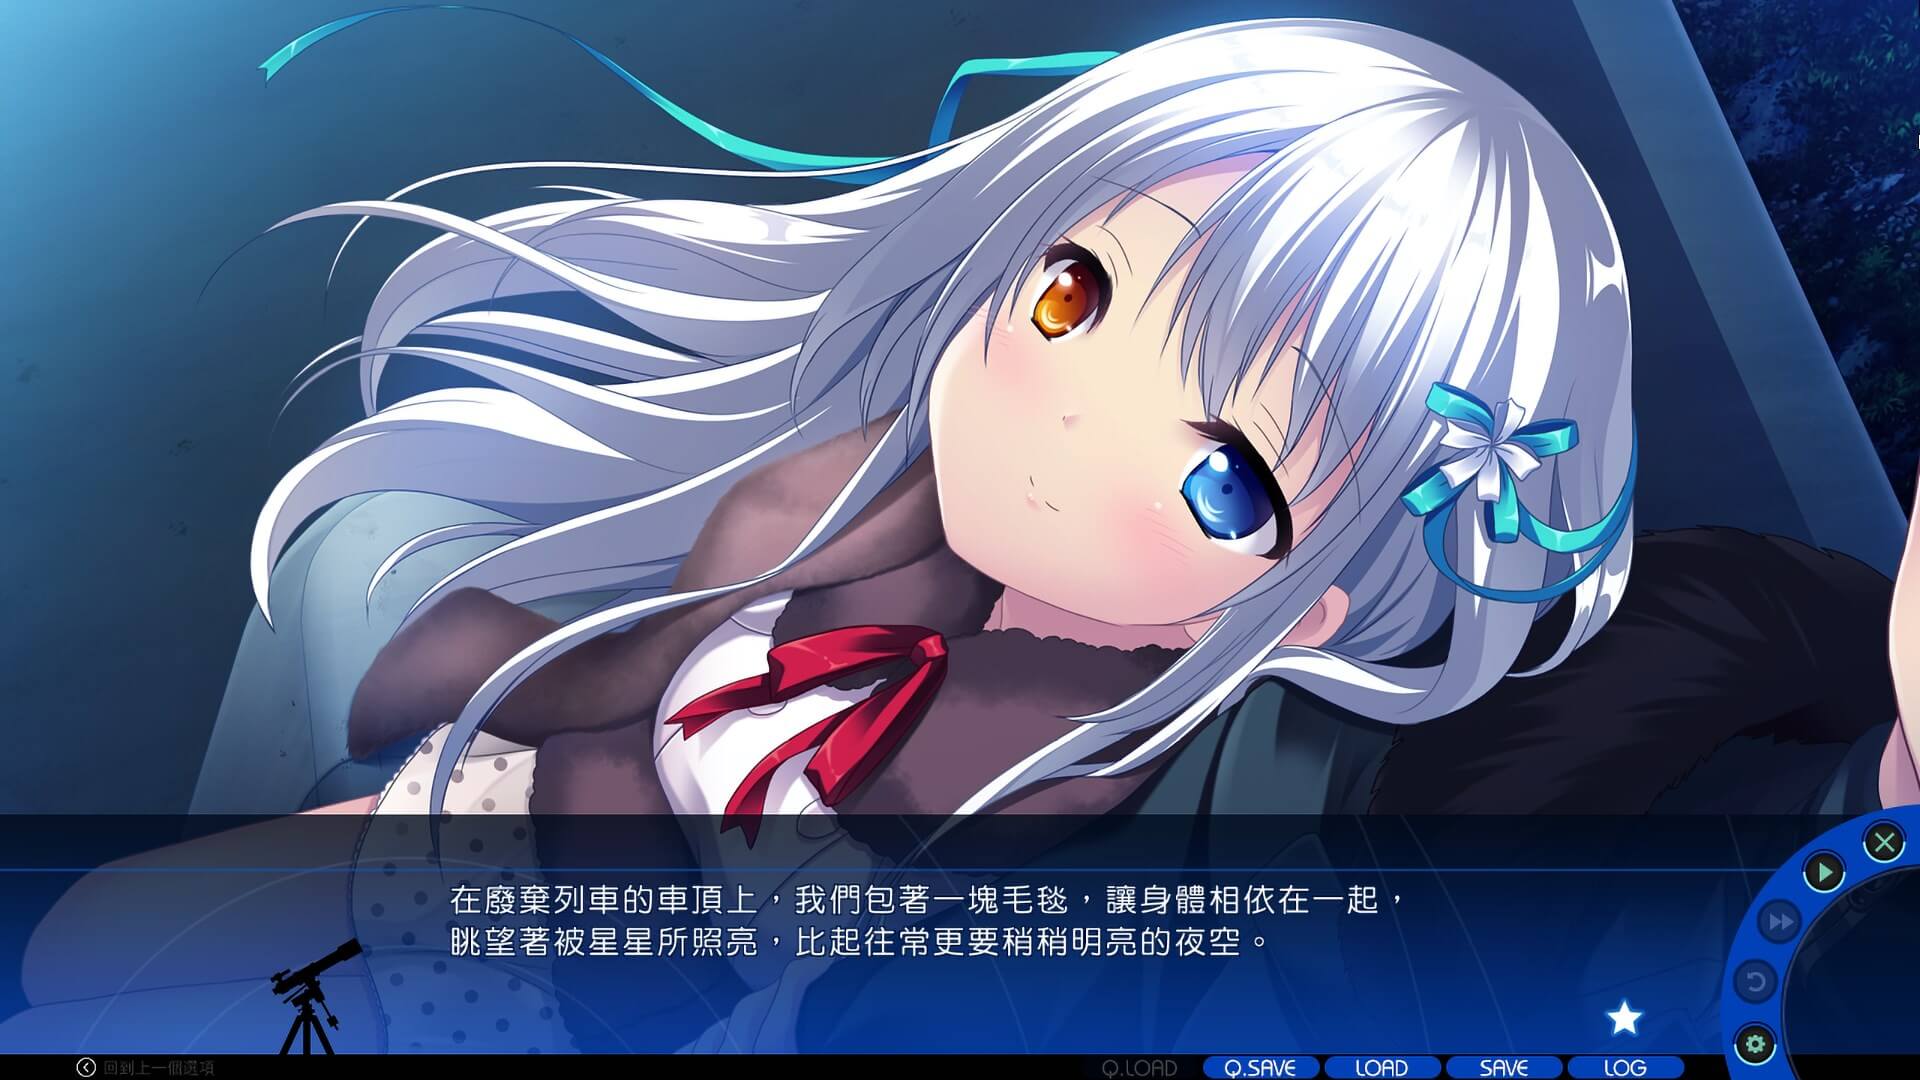 在廢棄列車的車頂上，我們包著一塊毛毯，讓身體相依在一起，
眺望著被星星所照亮，比起往常更要稍稍明亮的夜空。
回到上一個選項
Q.LOAD
Q.SAVE
LOAD
SAVE
LOG